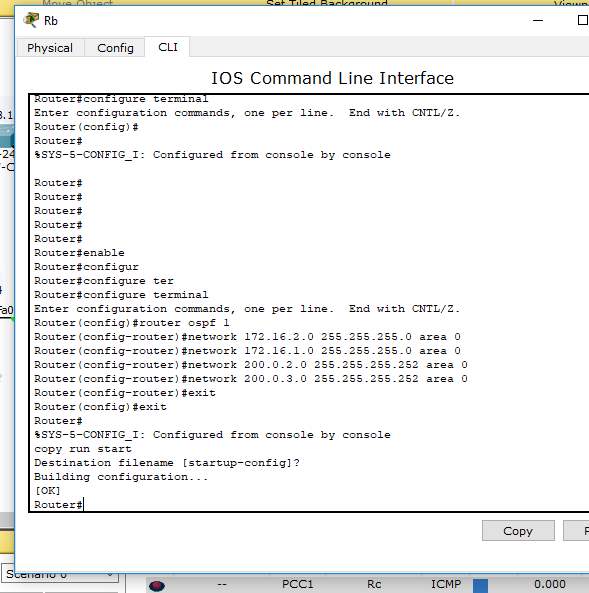 Move Object
Set Tiled Background
Rb
Physical
Config
CLI
IOS Command Line Interface
Router#configure terminal
Enter configuration commands, one per line.  End with CNTL/Z.
Router(config)#
Router#
%SYS-5-CONFIG_I: Configured from console by console
Router#
Router#
Router#
Router#
Router#
Router#enable
Router#configur
Router#configure ter
Router#configure terminal
Enter configuration commands, one per line.  End with CNTL/Z.
Router(config)#router ospf 1
Router(config-router)#network 172.16.2.0 255.255.255.0 area 0
Router(config-router)#network 172.16.1.0 255.255.255.0 area 0
Router(config-router)#network 200.0.2.0 255.255.255.252 area 0
Router(config-router)#network 200.0.3.0 255.255.255.252 area 0
Router(config-router)#exit
Router(config)#exit
Router#
%SYS-5-CONFIG_I: Configured from console by console
copy run start
Destination filename [startup-config]?
Building configuration...
[OK]
Router#
Copy
Fa0
Scenario 0
-- PCC1 Rc ICMP 0.000